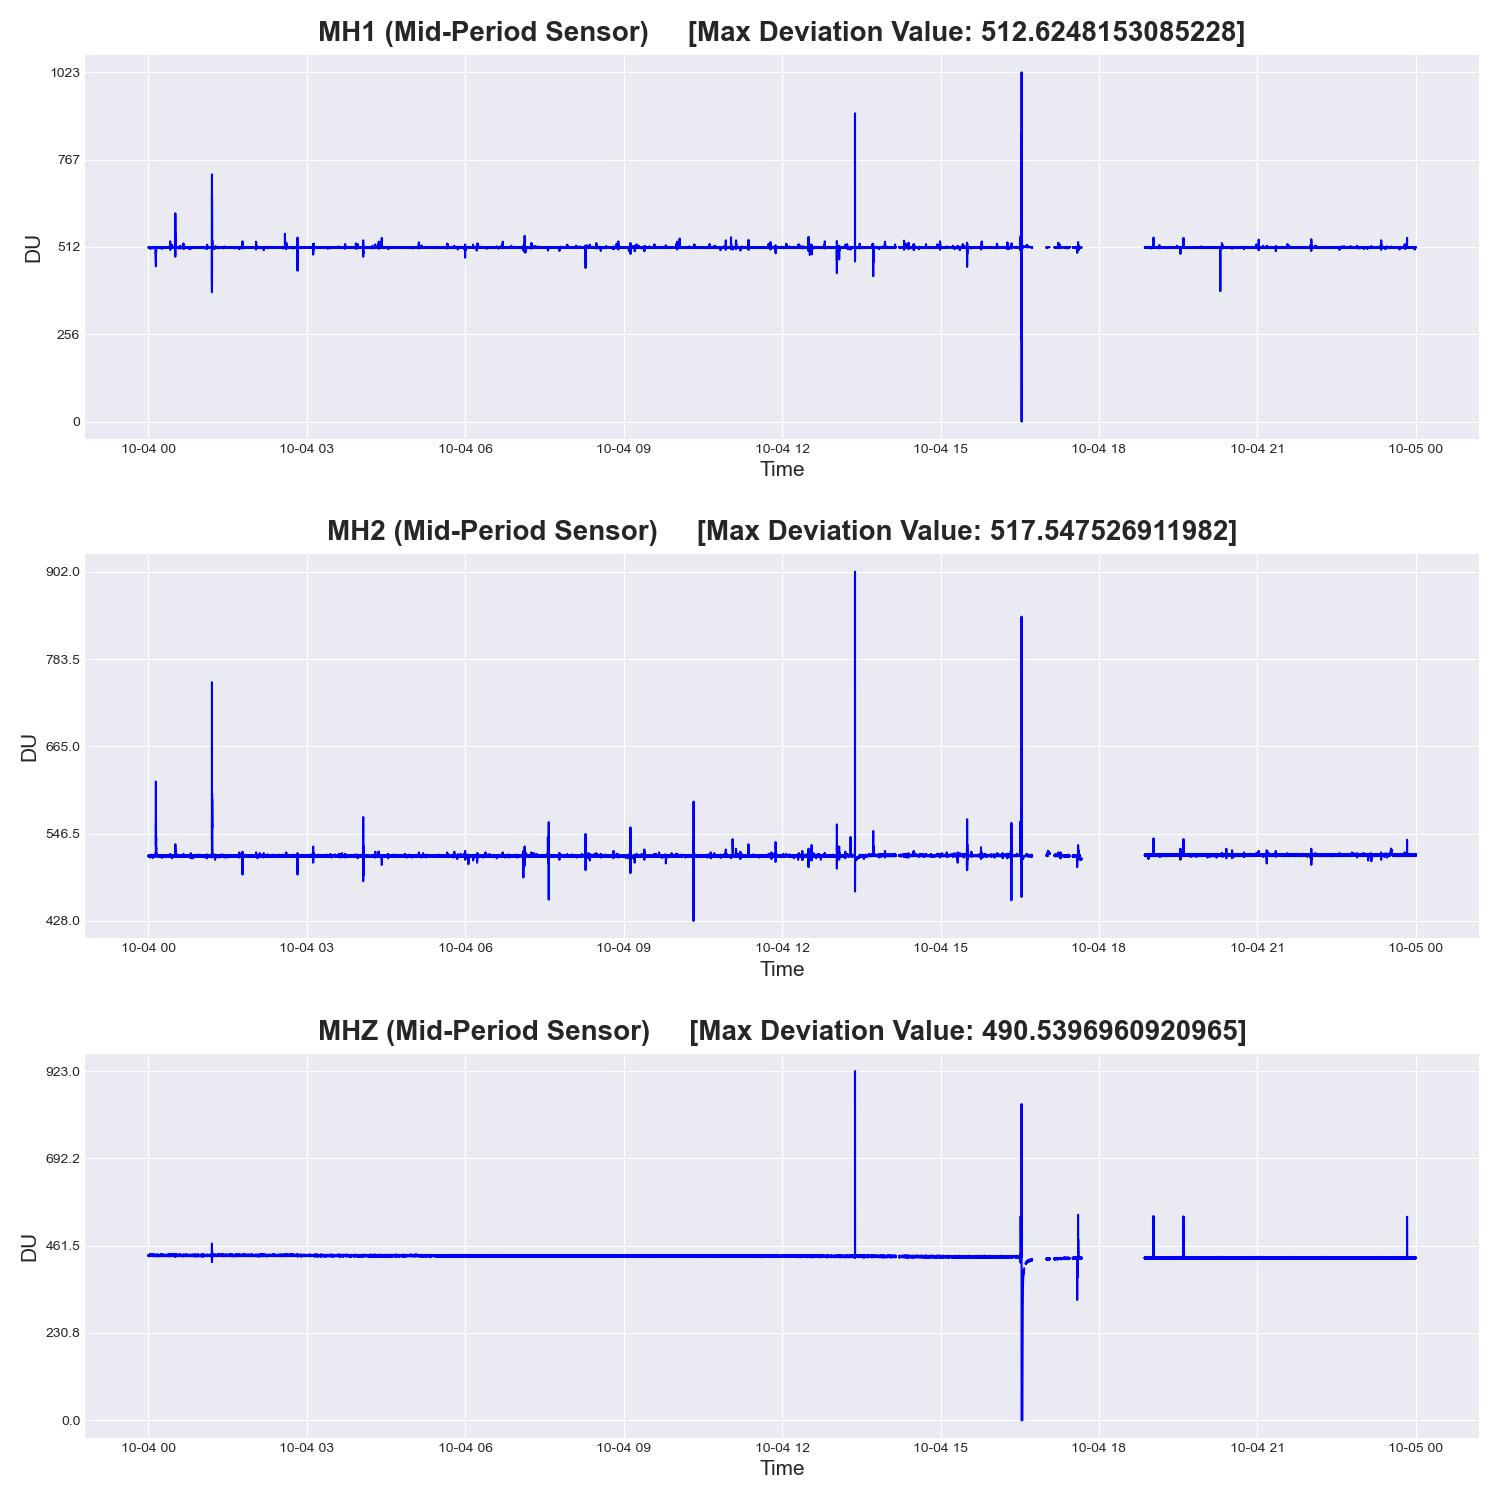 MH1 (Mid-Period Sensor) [Max Deviation Value: 512.6248153085228]
1023
767
512
256
0
DU
10-04 00 10-04 03 10-04 06 10-04 09 10-04 12 10-04 15 10-04 18 10-04 21 10-05 00
Time
MH2 (Mid-Period Sensor) [Max Deviation Value: 517.547526911982]
902.0
783.5
665.0
546.5
428.0
DU
10-04 00 10-04 03 10-04 06 10-04 09 10-04 12 10-04 15 10-04 18 10-04 21 10-05 00
Time
MHZ (Mid-Period Sensor) [Max Deviation Value: 490.5396960920965]
923.0
692.2
461.5
230.8
0.0
DU
10-04 00 10-04 03 10-04 06 10-04 09 10-04 12 10-04 15 10-04 18 10-04 21 10-05 00
Time